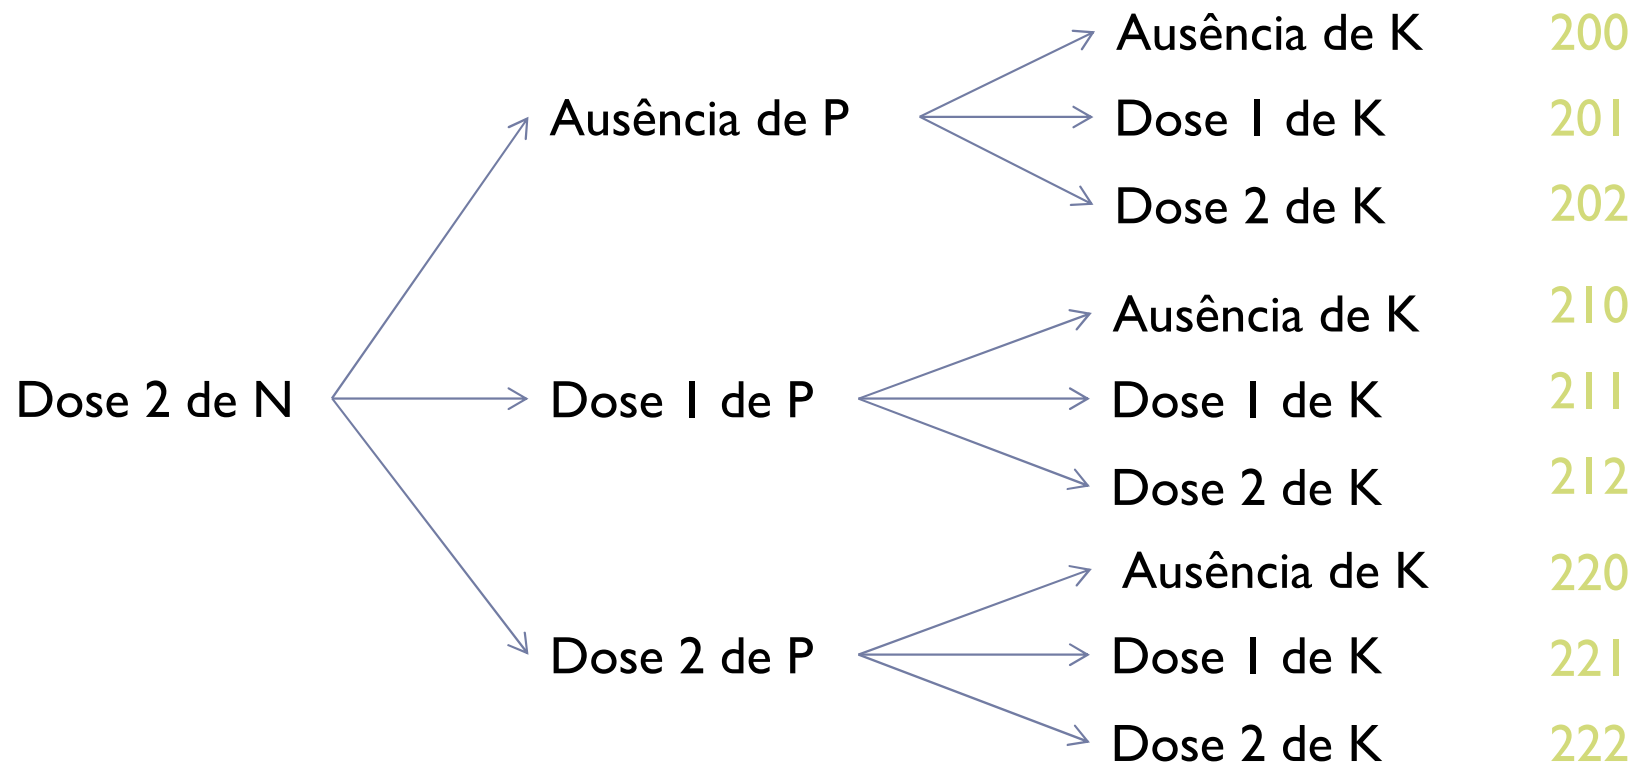 Ausência de K 200
Ausência de P Dose 1 de K 201
Dose 2 de K 202
Ausência de K 210
Dose 2 de N Dose 1 de P Dose 1 de K 211
Dose 2 de K 212
Ausência de K 220
Dose 2 de P Dose 1 de K 221
Dose 2 de K 222